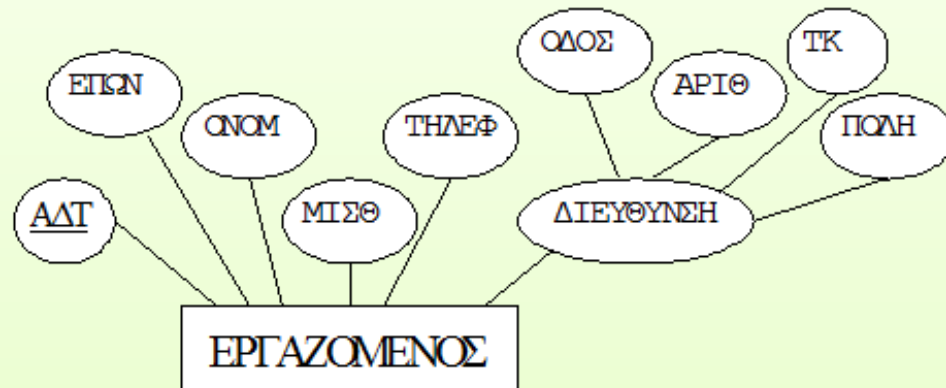 ΟΔΟΣ
ΤΚ
ΕΠΩΝ
ΟΝΟΜ
ΤΗΛΕΦ
ΑΡΙΘ
ΠΟΛΗ
ΑΔΤ
ΜΙΣΘ
ΔΙΕΥΘΥΝΣΗ
ΕΡΓΑΖΟΜΕΝΟΣ